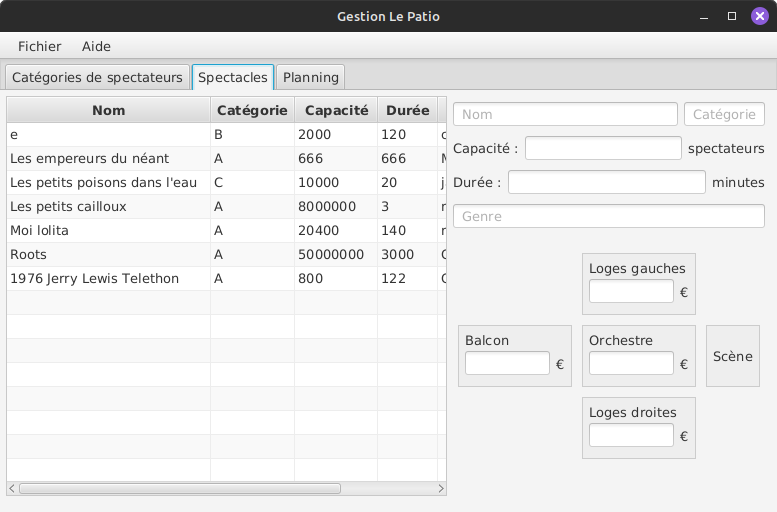 Gestion Le Patio
Fichier Aide
Catégories de spectateurs Spectacles Planning
Nom Catégorie Capacité Durée
e B 2000 120
Les empereurs du néant A 666 666
Les petits poisons dans l'eau C 10000 20
Les petits cailloux A 8000000 3
Moi lolita A 20400 140
Roots A 50000000 3000
1976 Jerry Lewis Telethon A 800 122
Nom Catégorie
Capacité : spectateurs
Durée : minutes
Genre
Loges gauches
€
Balcon
€
Orchestre
€
Scène
Loges droites
€